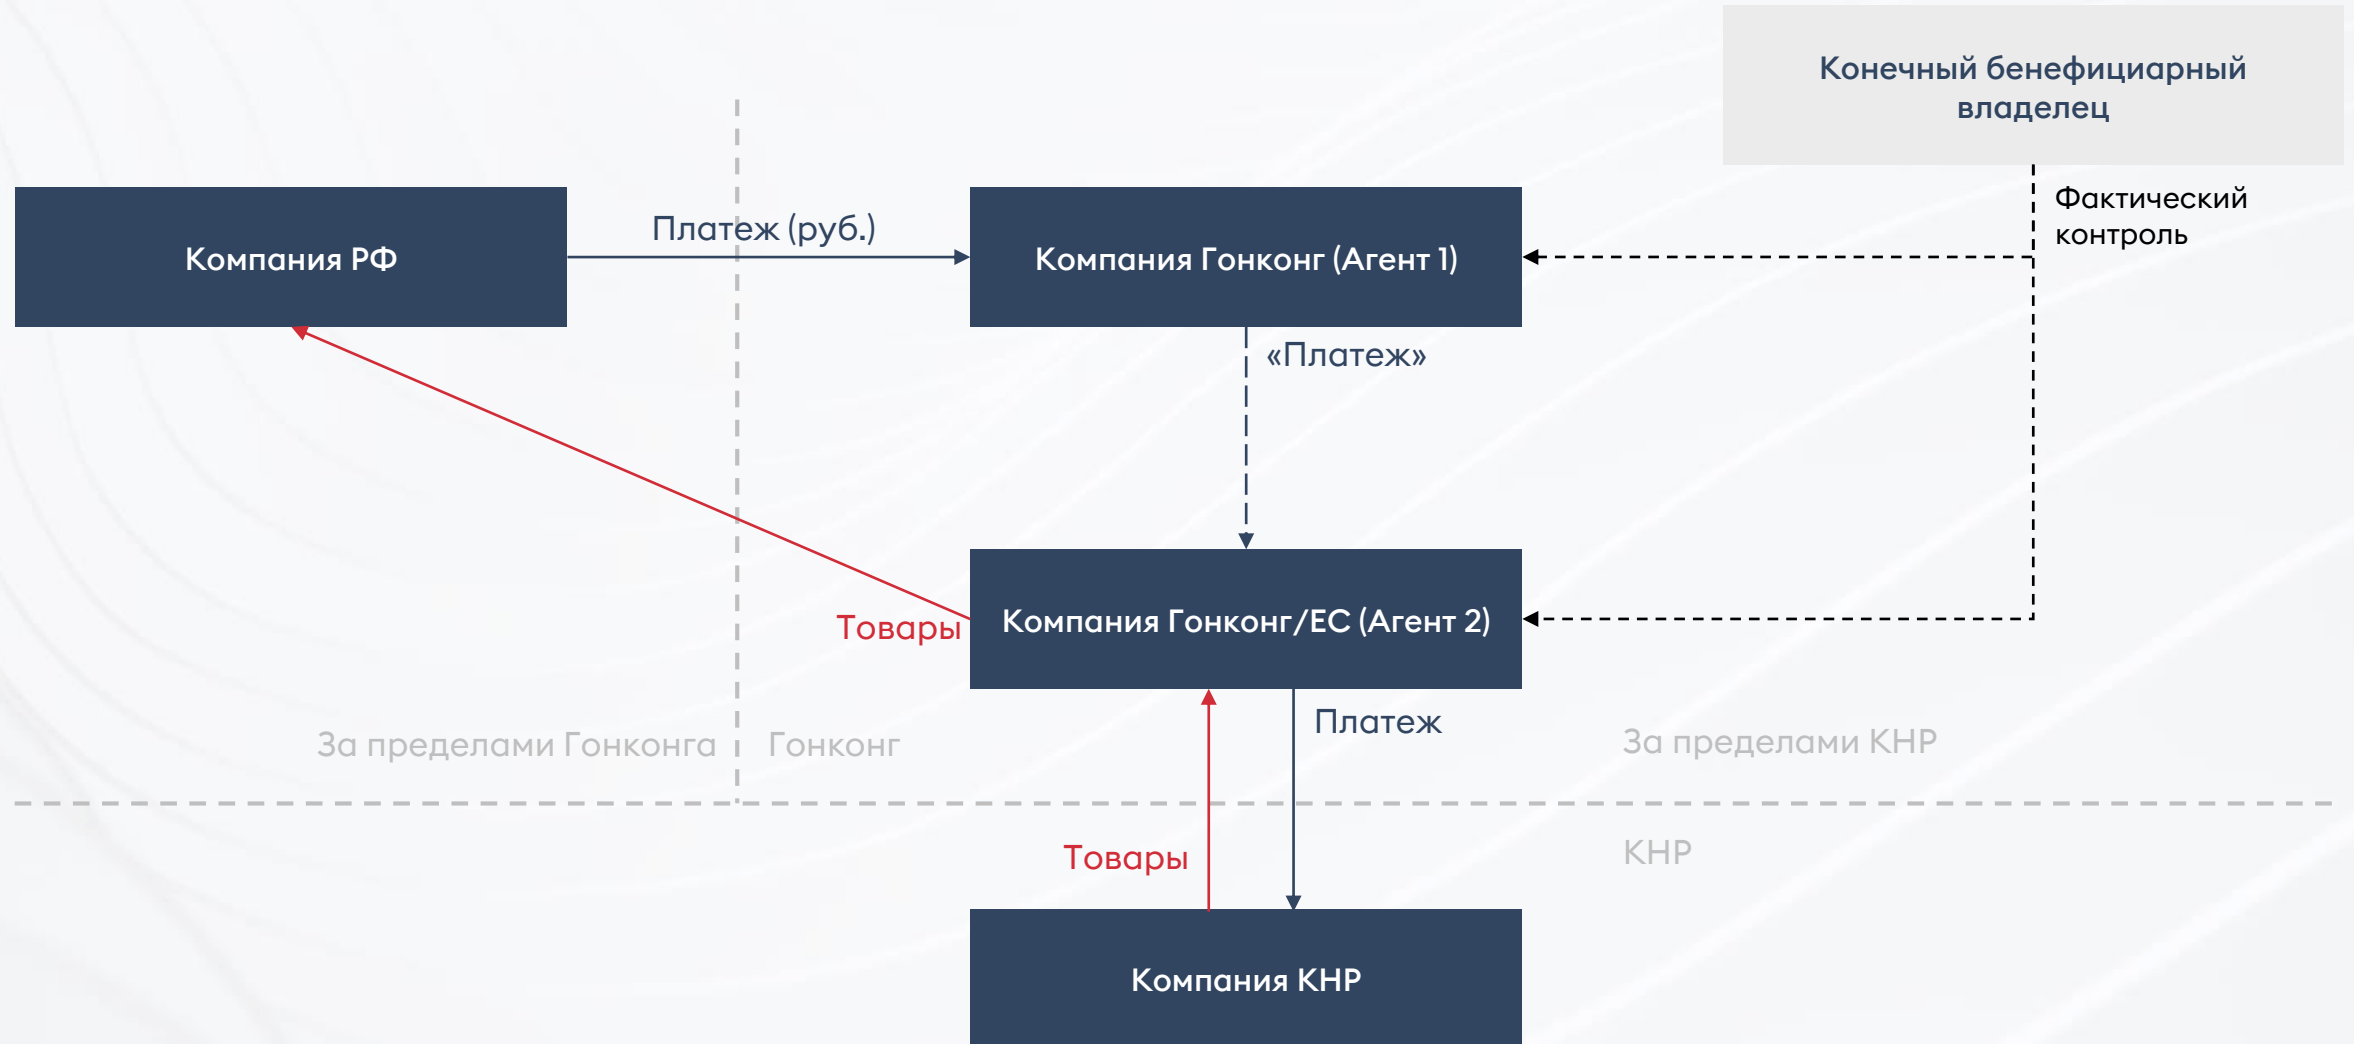 Конечный бенефициарный
владелец
Фактический
контроль
Компания РФ
Платеж (руб.)
Компания Гонконг (Агент 1)
«Платеж»
Товары
Компания Гонконг/ЕС (Агент 2)
Платеж
За пределами Гонконга
Гонконг
За пределами КНР
Товары
КНР
Компания КНР